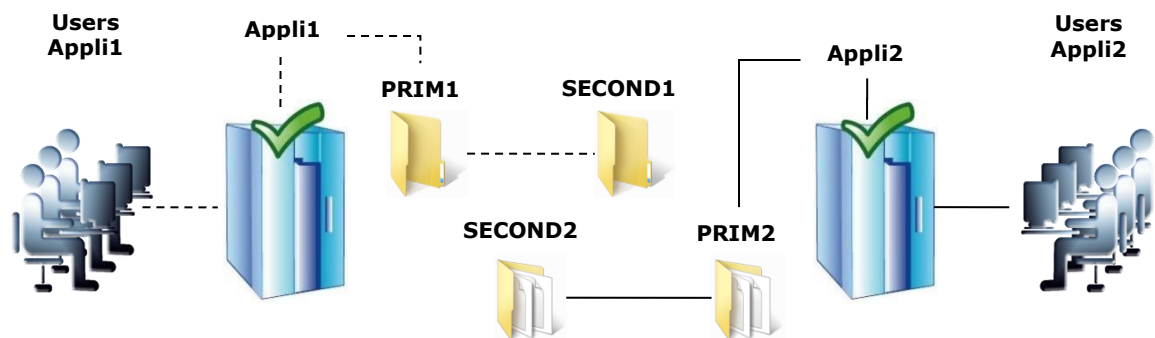 Users
Appli1
Appli1
PRIM1
SECOND1
Appli2
Users
Appli2
SECOND2
PRIM2